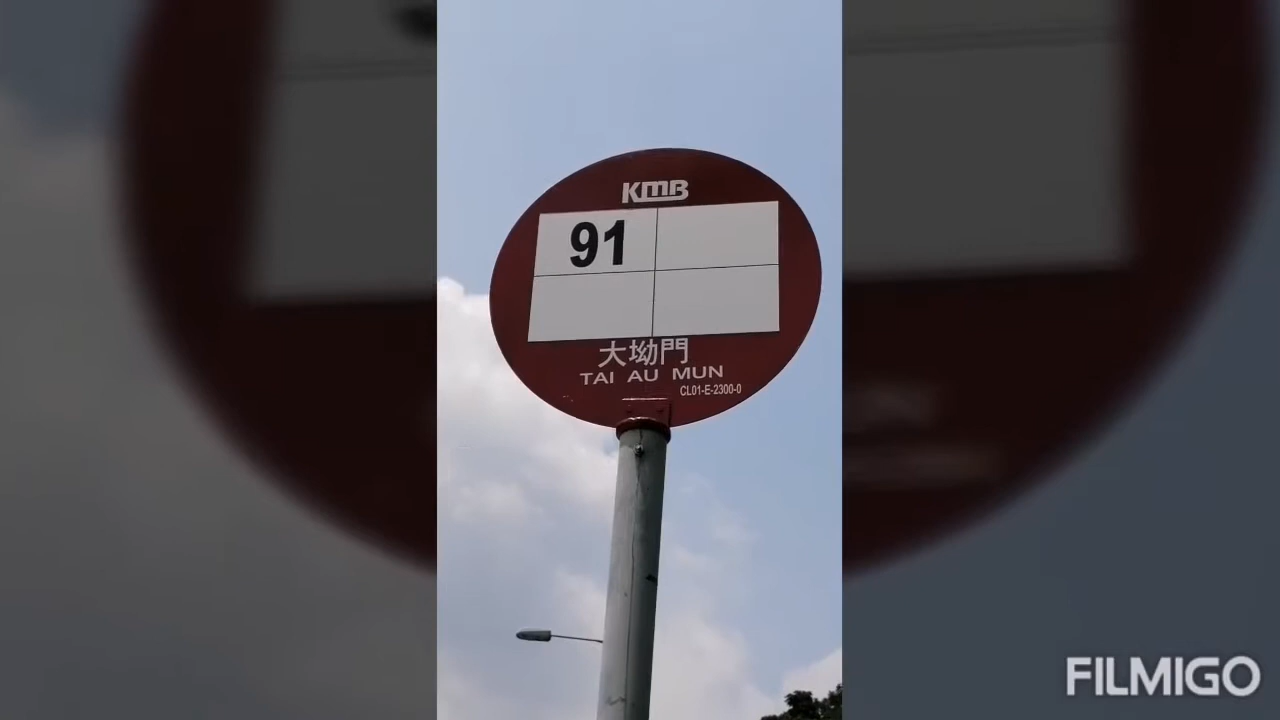 KMB
91
大坳門
TAI AU MUN
CL01-E-2300-0
FILMIGO